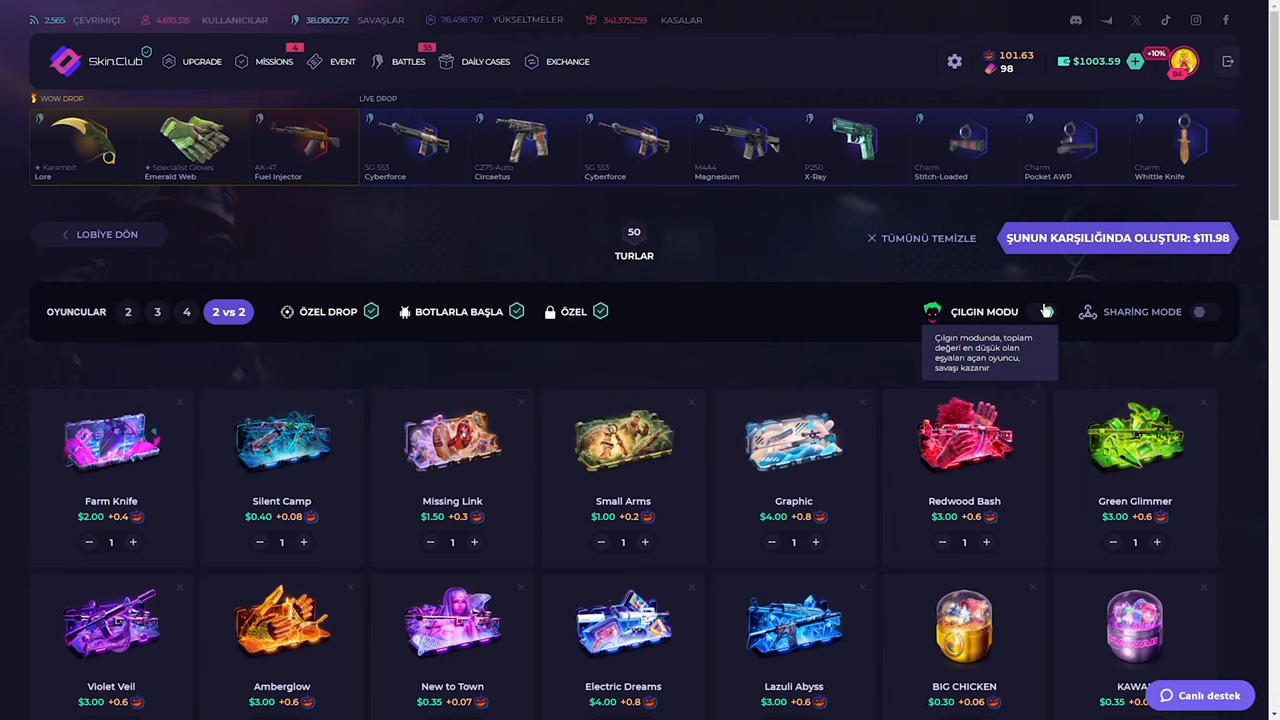 2.565 ÇEVRİMİÇİ 4.610.315 KULLANICILAR 38.080.272 SAVAŞLAR 76.498.767 YÜKSELTMELER 341.375.259 KASALAR
Skin.Club UPGRADE 4 MISSIONS EVENT 35 BATTLES DAILY CASES EXCHANGE 101.63 98 $1003.59 +10% 84
WOW DROP LIVE DROP
★ Karambit ★ Specialist Gloves AK-47 SG 553 CZ75-Auto SG 553 M4A4 P250 Charm Charm Charm
Lore Emerald Web Fuel Injector Cyberforce Circaetus Cyberforce Magnesium X-Ray Stitch-Loaded Pocket AWP Whittle Knife
LOBİYE DÖN 50 TÜMÜNÜ TEMİZLE ŞUNUN KARŞILIĞINDA OLUŞTUR: $111.98
TURLAR
OYUNCULAR 2 3 4 2 vs 2 ÖZEL DROP BOTLARLA BAŞLA ÖZEL ÇILGIN MODU SHARİNG MODE
Çılgın modunda, toplam
değeri en düşük olan
eşyaları açan oyuncu,
savaşı kazanır
Farm Knife Silent Camp Missing Link Small Arms Graphic Redwood Bash Green Glimmer
$2.00 +0.4 $0.40 +0.08 $1.50 +0.3 $1.00 +0.2 $4.00 +0.8 $3.00 +0.6 $3.00 +0.6
− 1 + − 1 + − 1 + − 1 + − 1 + − 1 + − 1 +
Violet Veil Amberglow New to Town Electric Dreams Lazuli Abyss BIG CHICKEN
$3.00 +0.6 $3.00 +0.6 $0.35 +0.07 $4.00 +0.8 $3.00 +0.6 $0.30 +0.06 $0.35
Canlı destek